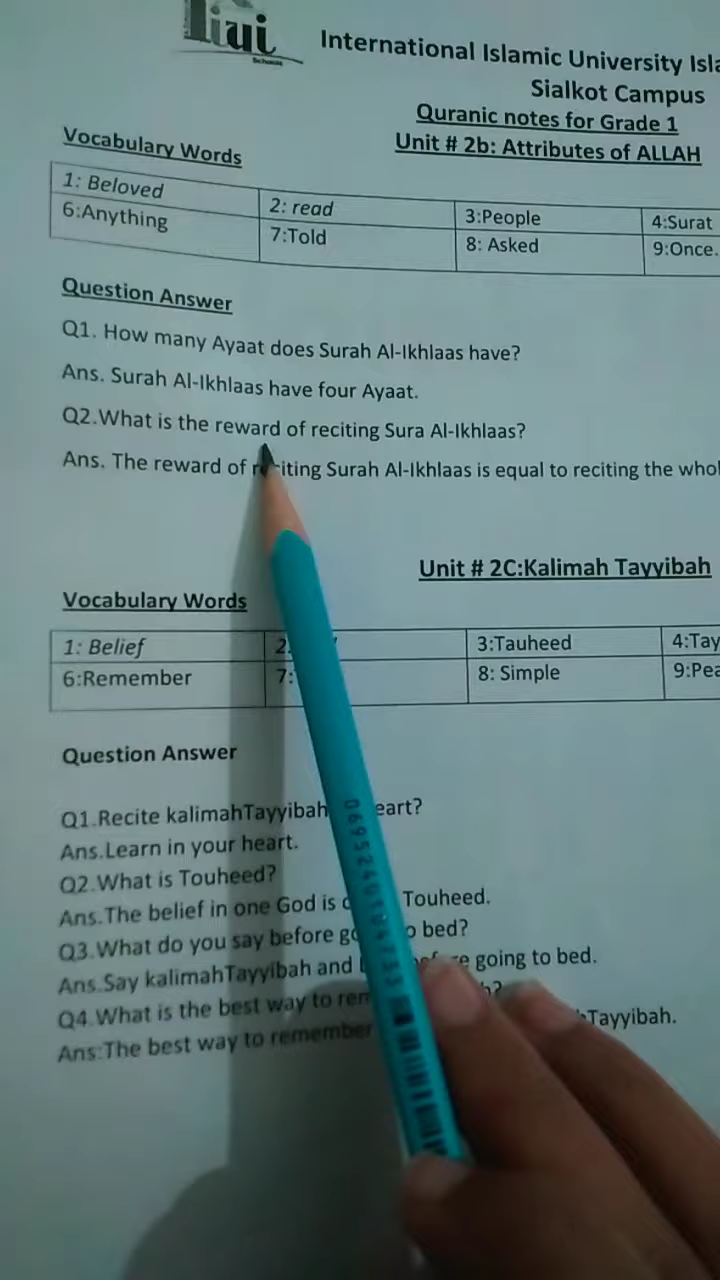 iiui
Schools
International Islamic University
Sialkot Campus
Quranic notes for Grade 1
Unit # 2b: Attributes of ALLAH
Vocabulary Words
1: Beloved 2: read 3:People 4:Surat
6:Anything 7:Told 8: Asked 9:Once.
Question Answer
Q1. How many Ayaat does Surah Al-Ikhlaas have?
Ans. Surah Al-Ikhlaas have four Ayaat.
Q2.What is the reward of reciting Sura Al-Ikhlaas?
Ans. The reward of reciting Surah Al-Ikhlaas is equal to reciting the
Unit # 2C:Kalimah Tayyibah
Vocabulary Words
1: Belief 2: 3:Tauheed 4:
6:Remember 7: 8: Simple 9:
Question Answer
Q1.Recite kalimahTayyibah
Ans.Learn in your heart.
Q2.What is Touheed?
Ans.The belief in one God is Touheed.
Q3.What do you say before bed?
Ans.Say kalimahTayyibah and going to bed.
Q4.What is the best way to
Ans:The best way to remember Tayyibah.
0695240504753